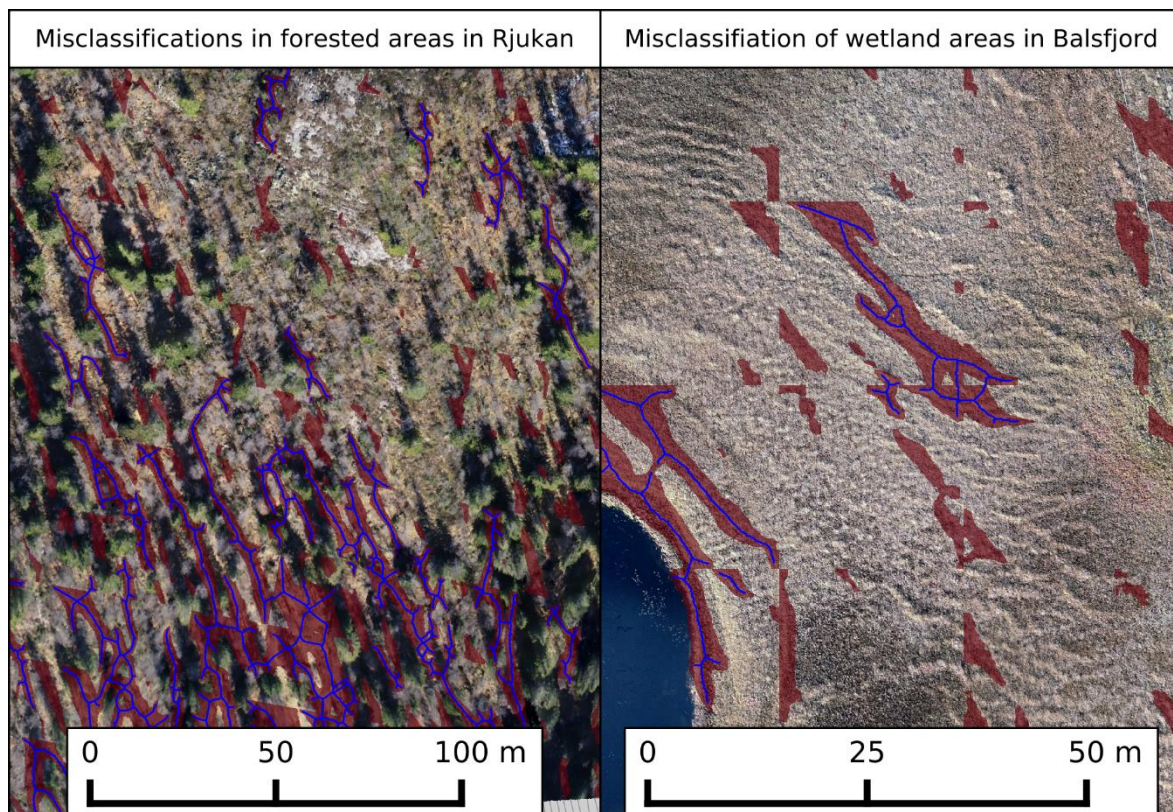 Misclassifications in forested areas in Rjukan
Misclassifiation of wetland areas in Balsfjord
0 50 100 m
0 25 50 m